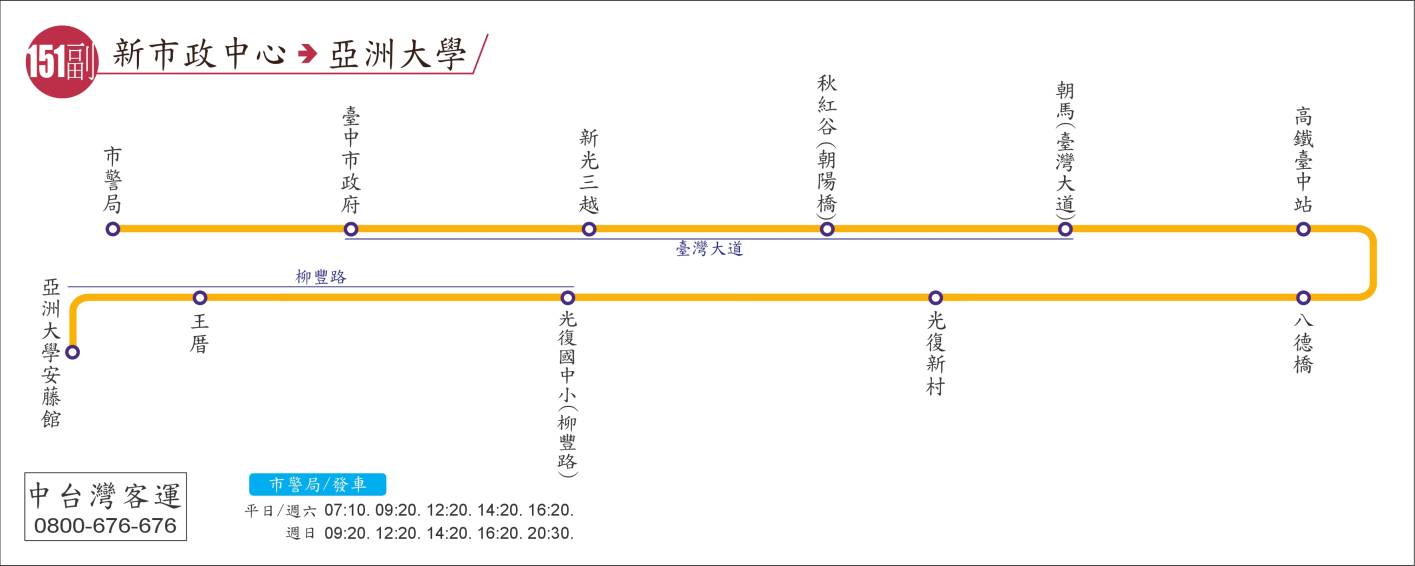 151副 新市政中心 → 亞洲大學
市警局
臺中市政府
新光三越
秋紅谷(朝陽橋)
朝馬(臺灣大道)
高鐵臺中站
臺灣大道
柳豐路
亞洲大學安藤館
王厝
光復國中小(柳豐路)
光復新村
八德橋
中台灣客運
0800-676-676
市警局/發車
平日/週六 07:10. 09:20. 12:20. 14:20. 16:20.
週日 09:20. 12:20. 14:20. 16:20. 20:30.